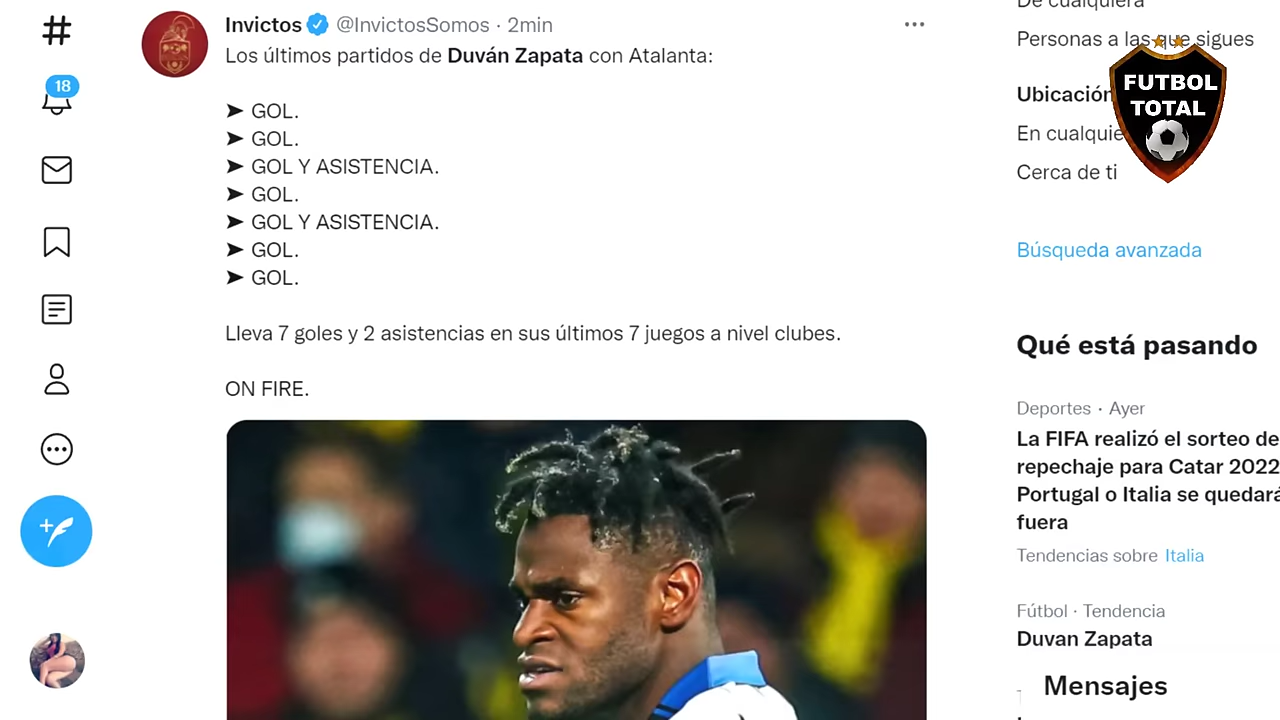 18
Invictos @InvictosSomos · 2min
Los últimos partidos de Duván Zapata con Atalanta:
➤ GOL.
➤ GOL.
➤ GOL Y ASISTENCIA.
➤ GOL.
➤ GOL Y ASISTENCIA.
➤ GOL.
➤ GOL.
Lleva 7 goles y 2 asistencias en sus últimos 7 juegos a nivel clubes.
ON FIRE.
De cualquiera
Personas a las que sigues
Ubicación
En cualquie
Cerca de ti
FUTBOL
TOTAL
Búsqueda avanzada
Qué está pasando
Deportes · Ayer
La FIFA realizó el sorteo de
repechaje para Catar 2022
Portugal o Italia se quedará
fuera
Tendencias sobre Italia
Fútbol · Tendencia
Duvan Zapata
Mensajes